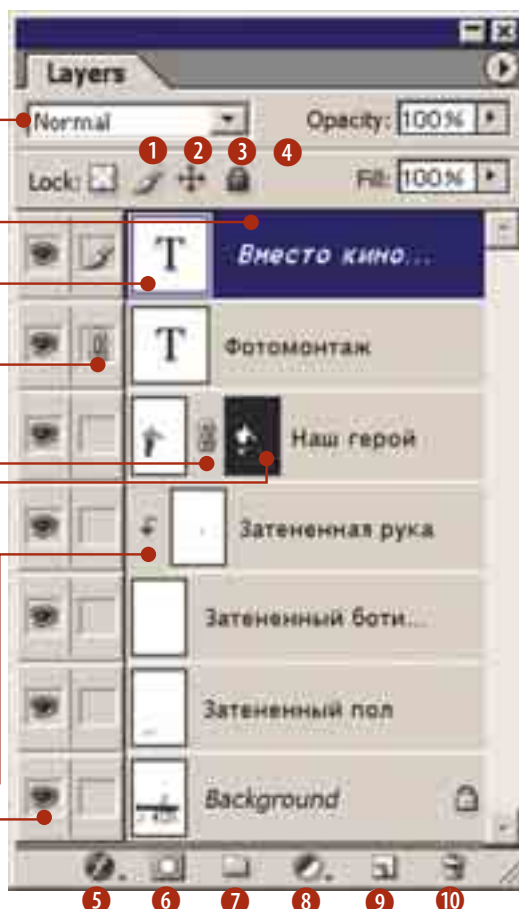 Layers
Normal Opacity: 100%
1 2 3 4
Lock: Fill: 100%
T Вместо кино...
T Фотомонтаж
Наш герой
Затененная рука
Затененный боти...
Затененный пол
Background
5 6 7 8 9 10